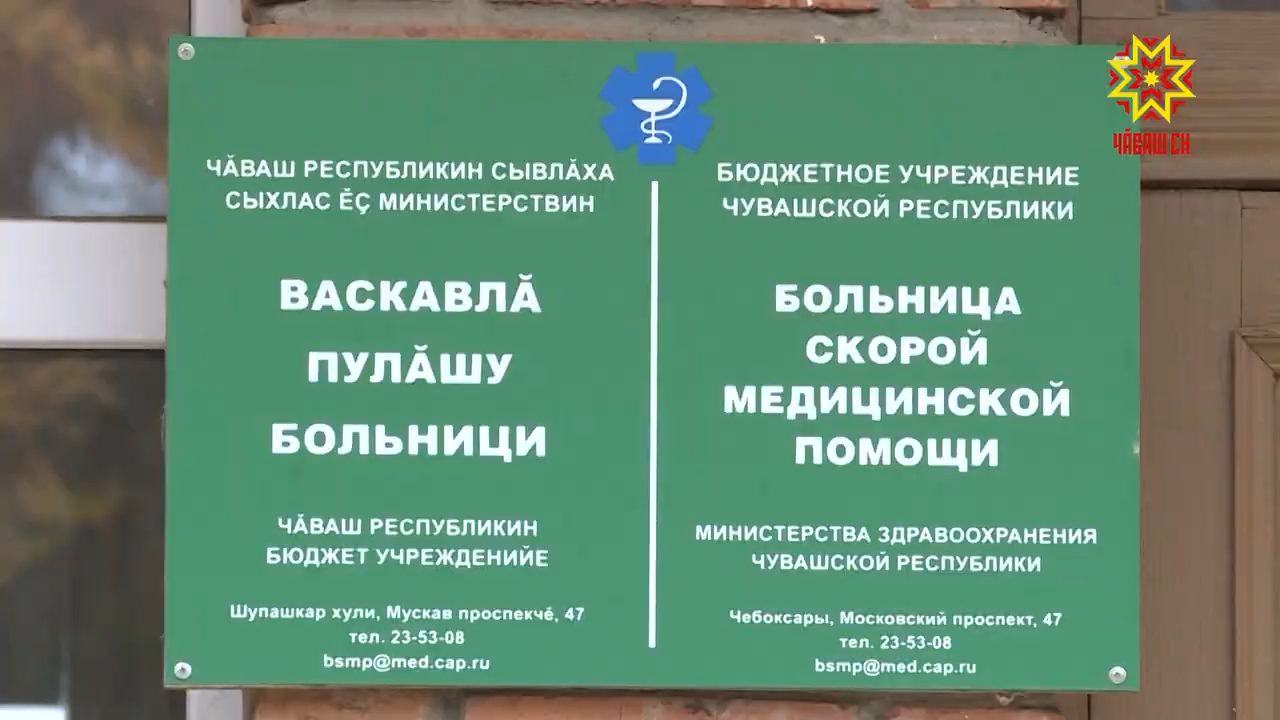 ЧӐВАШ ЕН
ЧӐВАШ РЕСПУБЛИКИН СЫВЛӐХА
СЫХЛАС ӖҪ МИНИСТЕРСТВИН
ВАСКАВЛӐ
ПУЛӐШУ
БОЛЬНИЦИ
ЧӐВАШ РЕСПУБЛИКИН
БЮДЖЕТ УЧРЕЖДЕНИЙЕ
Шупашкар хули, Мускав проспекчӗ, 47
тел. 23-53-08
bsmp@med.cap.ru
БЮДЖЕТНОЕ УЧРЕЖДЕНИЕ
ЧУВАШСКОЙ РЕСПУБЛИКИ
БОЛЬНИЦА
СКОРОЙ
МЕДИЦИНСКОЙ
ПОМОЩИ
МИНИСТЕРСТВА ЗДРАВООХРАНЕНИЯ
ЧУВАШСКОЙ РЕСПУБЛИКИ
Чебоксары, Московский проспект, 47
тел. 23-53-08
bsmp@med.cap.ru